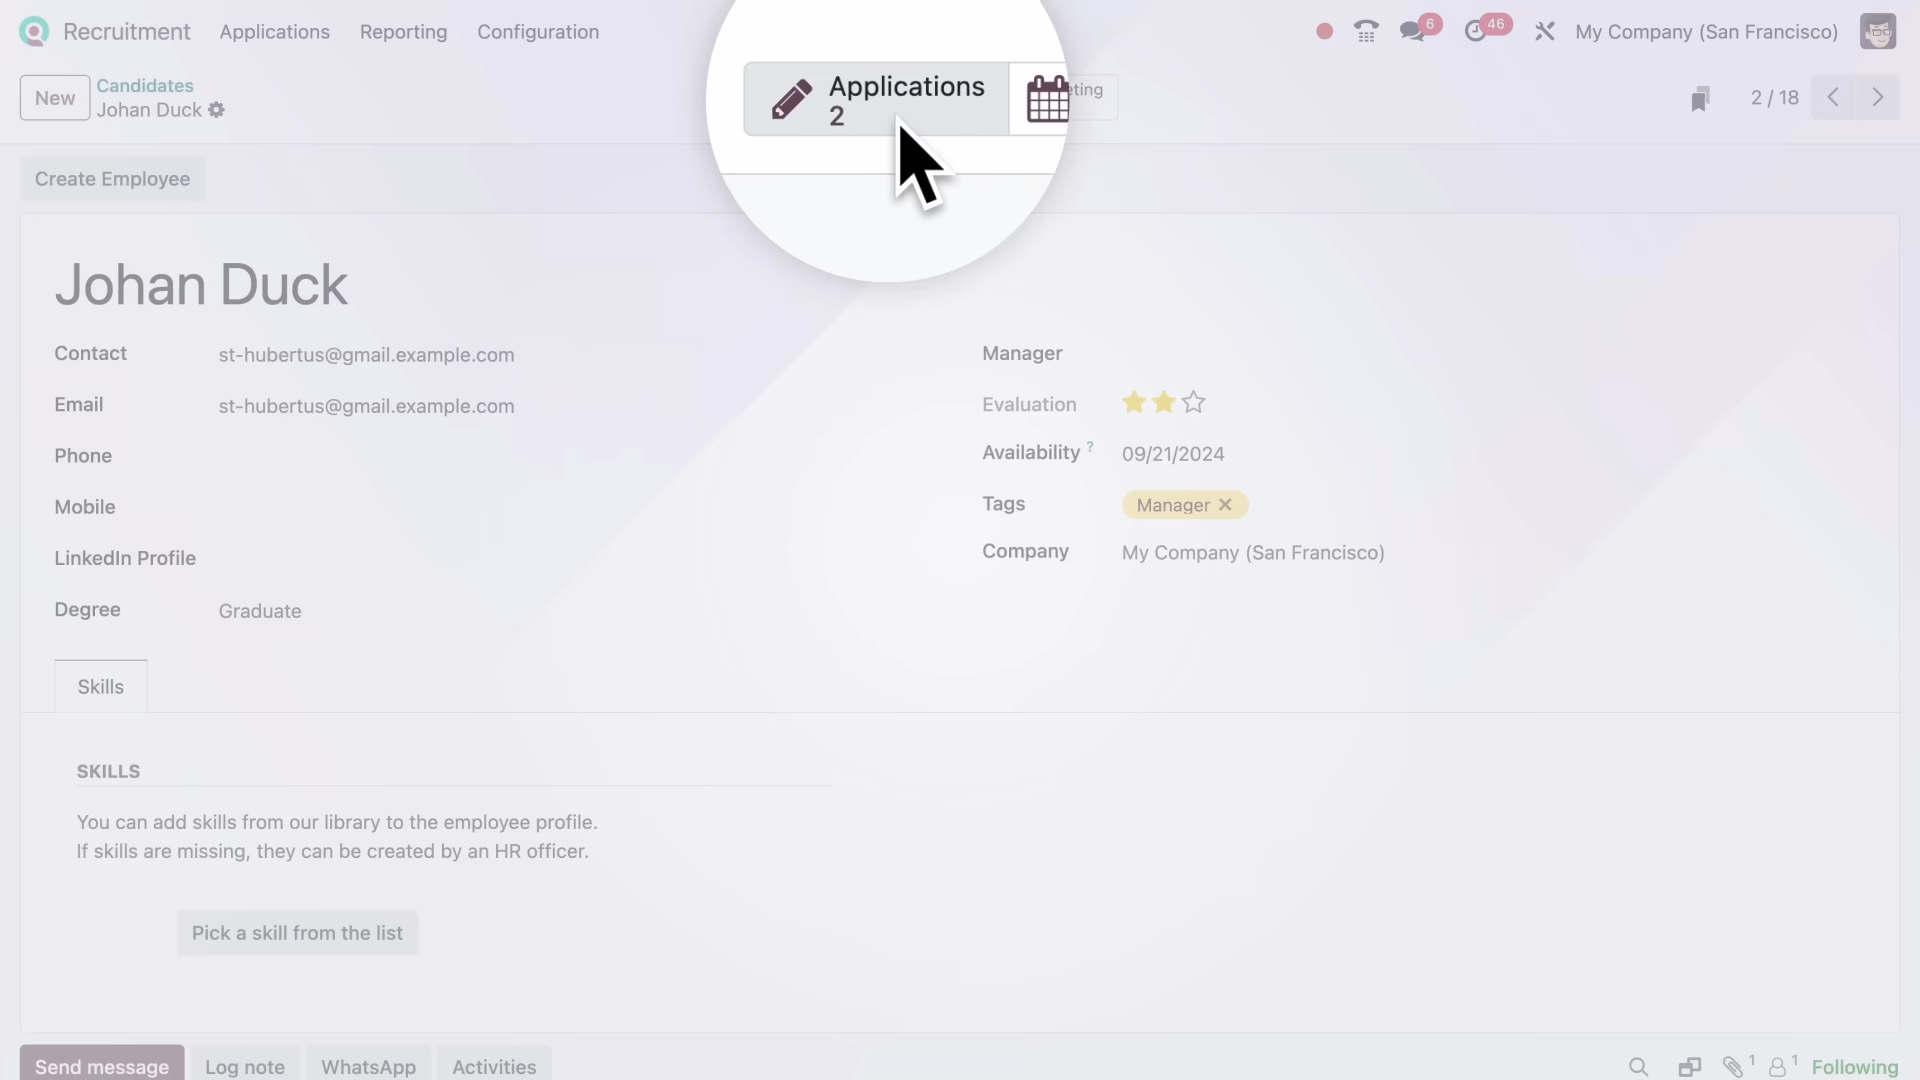 Recruitment Applications Reporting Configuration
6 46 My Company (San Francisco)
New
Candidates
Johan Duck
Applications
2
eting
2 / 18
Create Employee
Johan Duck
Contact st-hubertus@gmail.example.com
Email st-hubertus@gmail.example.com
Phone
Mobile
LinkedIn Profile
Degree Graduate
Manager
Evaluation
Availability ? 09/21/2024
Tags Manager ×
Company My Company (San Francisco)
Skills
SKILLS
You can add skills from our library to the employee profile.
If skills are missing, they can be created by an HR officer.
Pick a skill from the list
Send message Log note WhatsApp Activities 1 1 Following